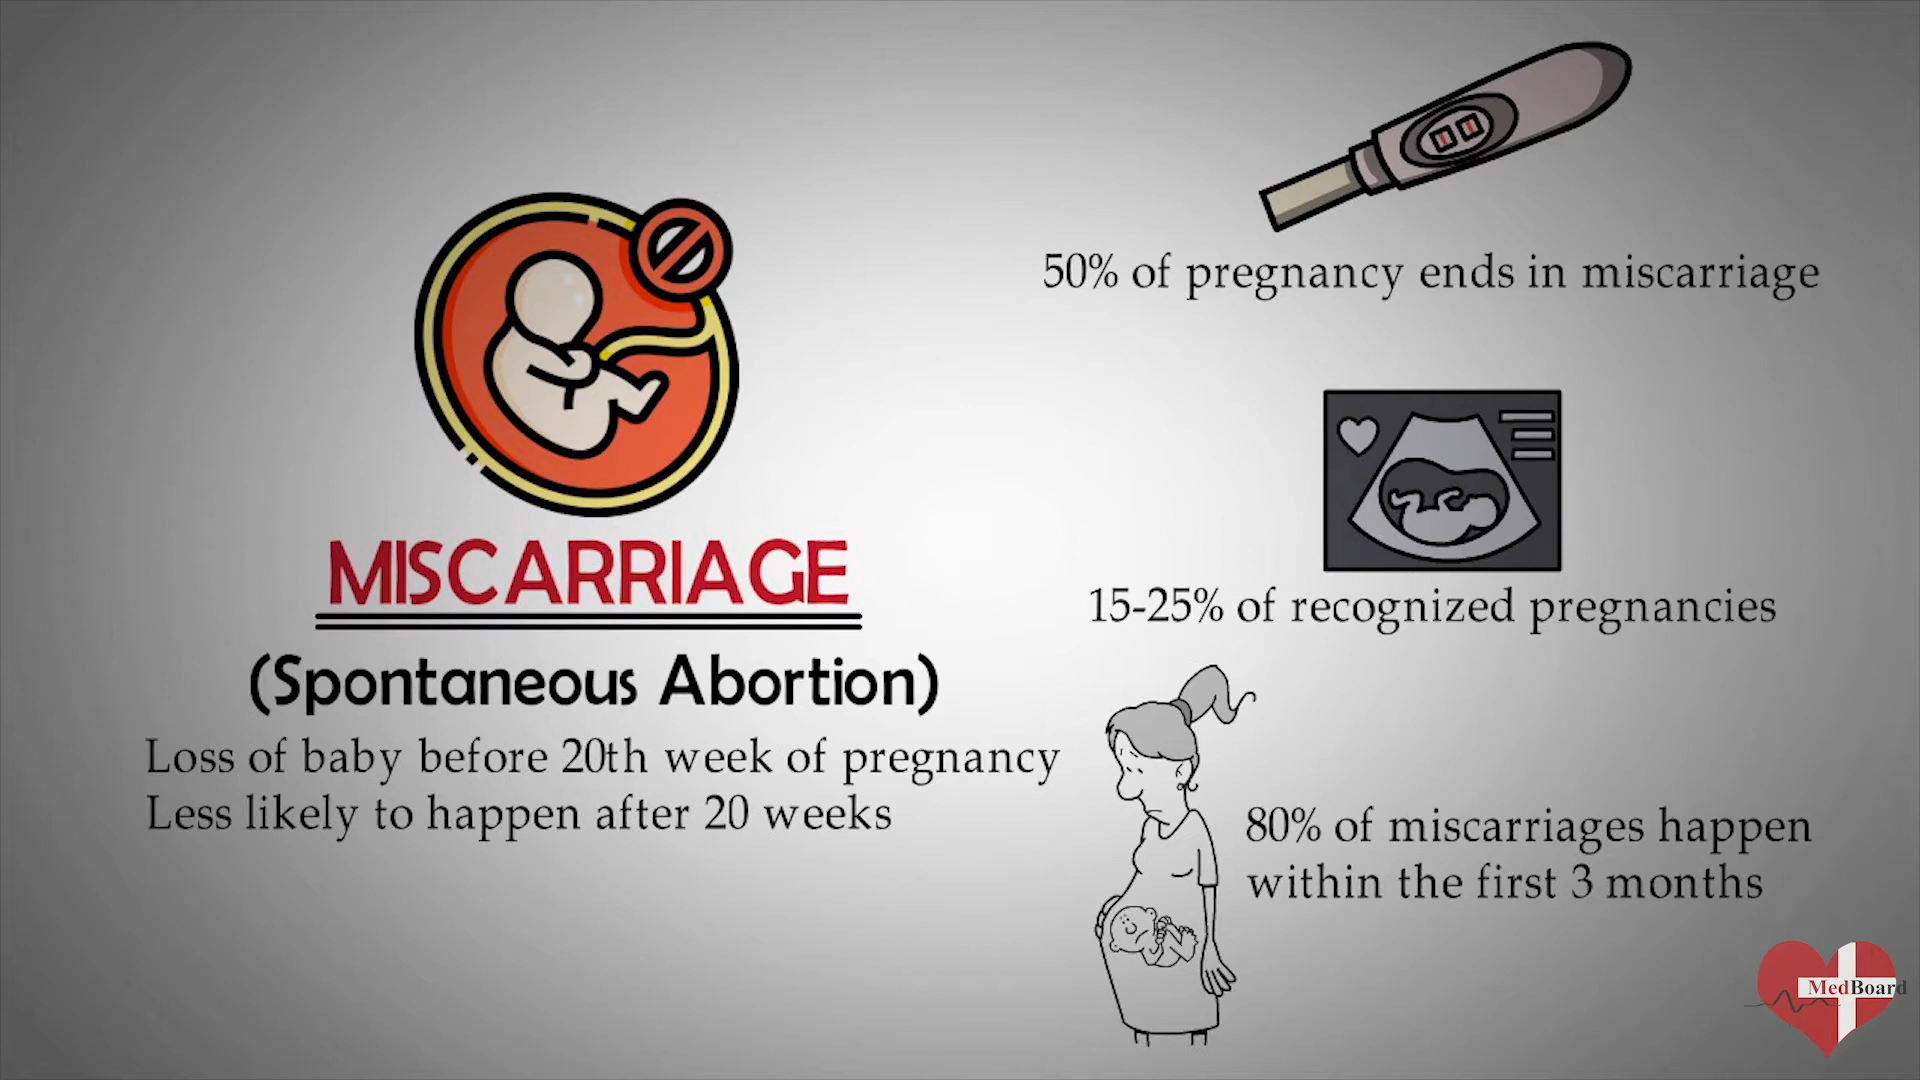 MISCARRIAGE
(Spontaneous Abortion)
Loss of baby before 20th week of pregnancy
Less likely to happen after 20 weeks
50% of pregnancy ends in miscarriage
15-25% of recognized pregnancies
80% of miscarriages happen
within the first 3 months
MedBoard